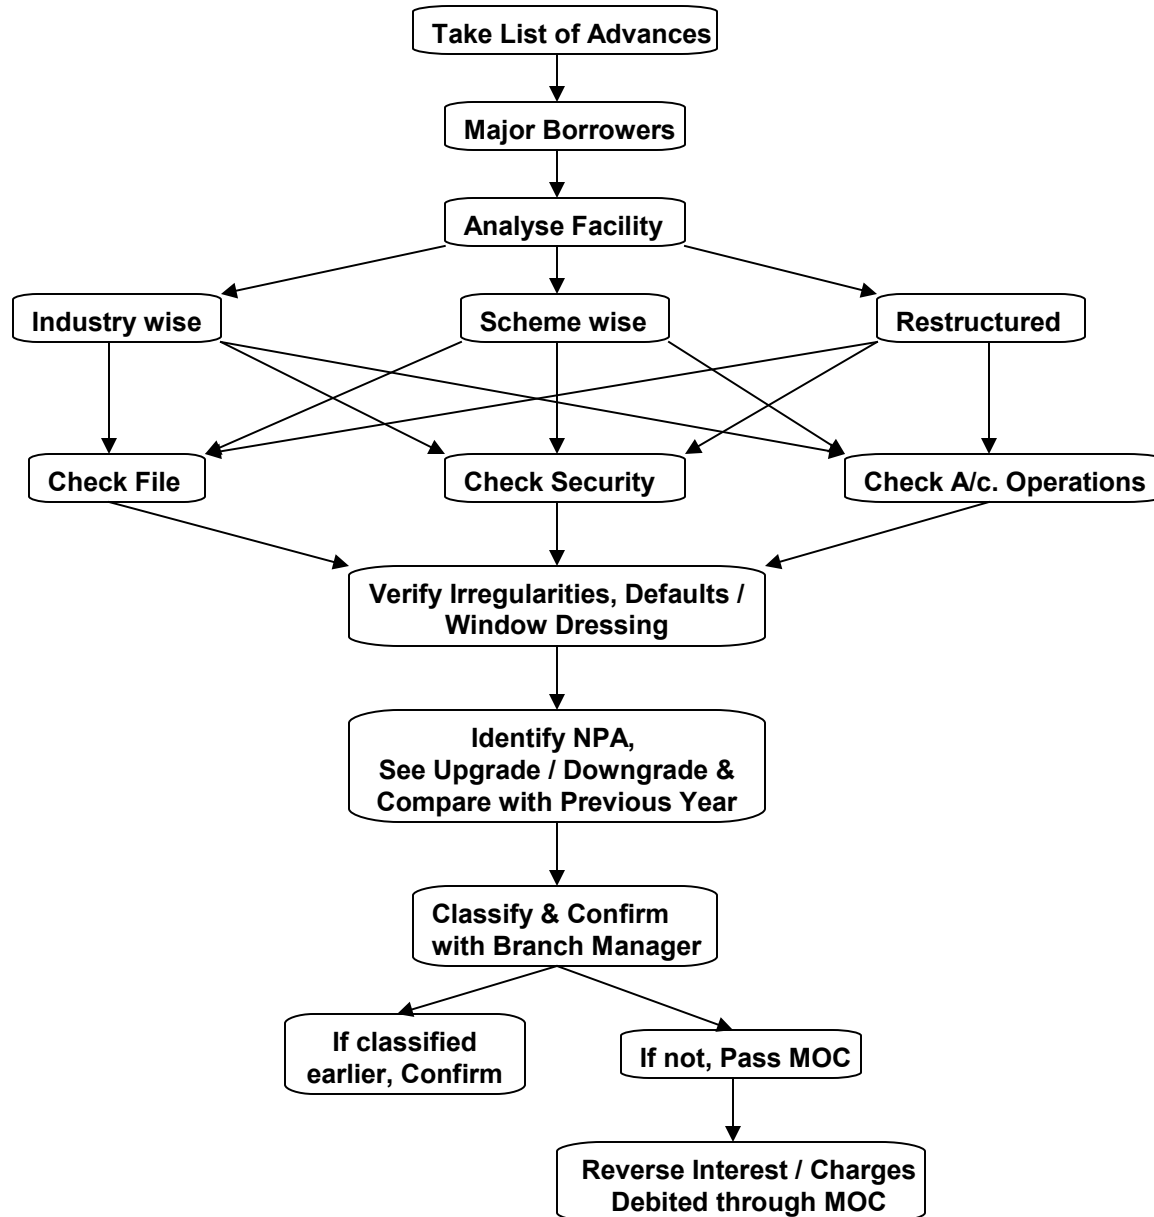 Take List of Advances
Major Borrowers
Analyse Facility
Industry wise
Scheme wise
Restructured
Check File
Check Security
Check A/c. Operations
Verify Irregularities, Defaults /
Window Dressing
Identify NPA,
See Upgrade / Downgrade &
Compare with Previous Year
Classify & Confirm
with Branch Manager
If classified
earlier, Confirm
If not, Pass MOC
Reverse Interest / Charges
Debited through MOC